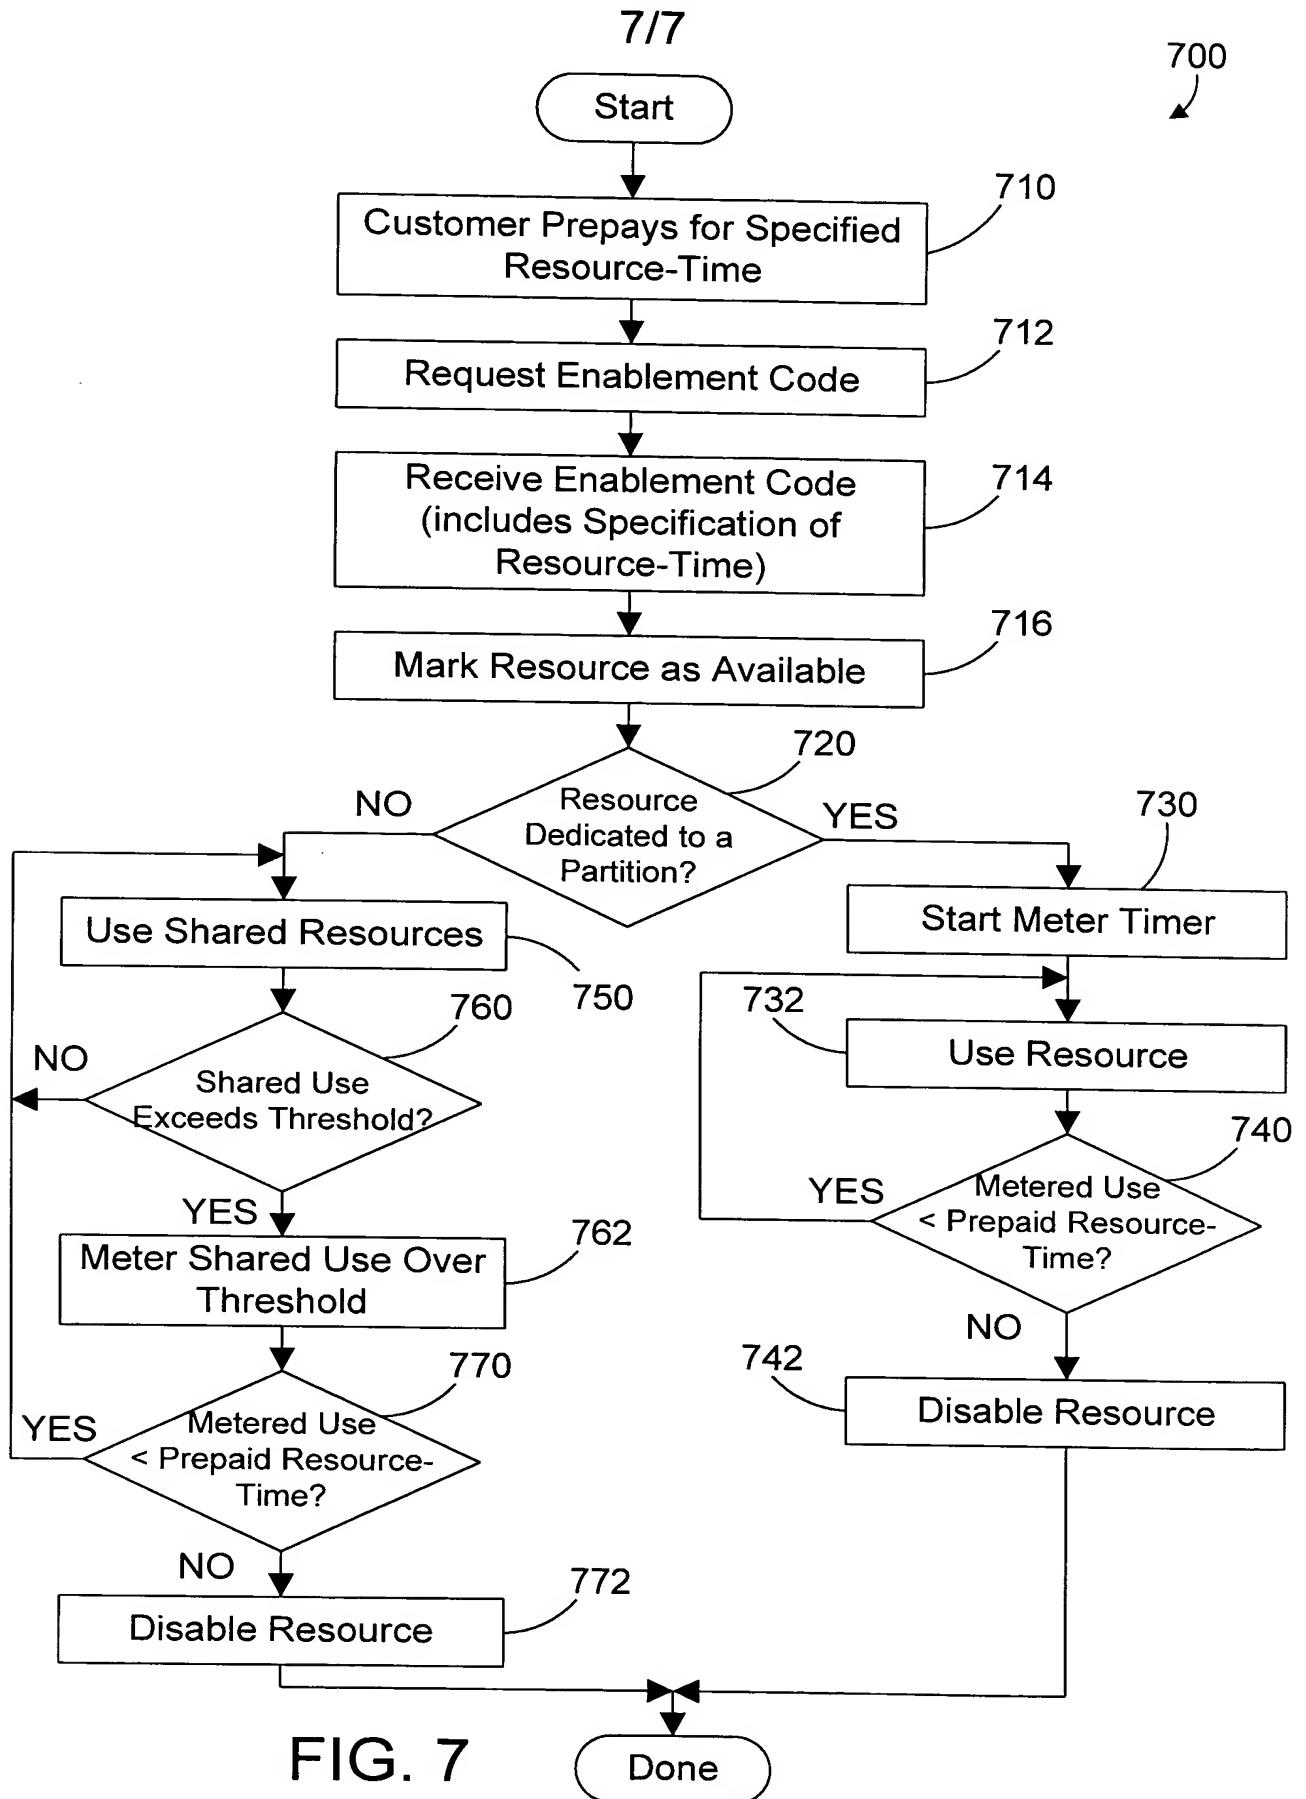 7/7
700
Start
710
Customer Prepays for Specified
Resource-Time
712
Request Enablement Code
714
Receive Enablement Code
(includes Specification of
Resource-Time)
716
Mark Resource as Available
720
Resource
Dedicated to a
Partition?
NO
YES
730
Start Meter Timer
Use Shared Resources
750
732
Use Resource
760
NO
Shared Use
Exceeds Threshold?
YES
740
Metered Use
< Prepaid Resource-
Time?
YES
NO
762
Meter Shared Use Over
Threshold
742
Disable Resource
770
YES
Metered Use
< Prepaid Resource-
Time?
NO
772
Disable Resource
FIG. 7
Done